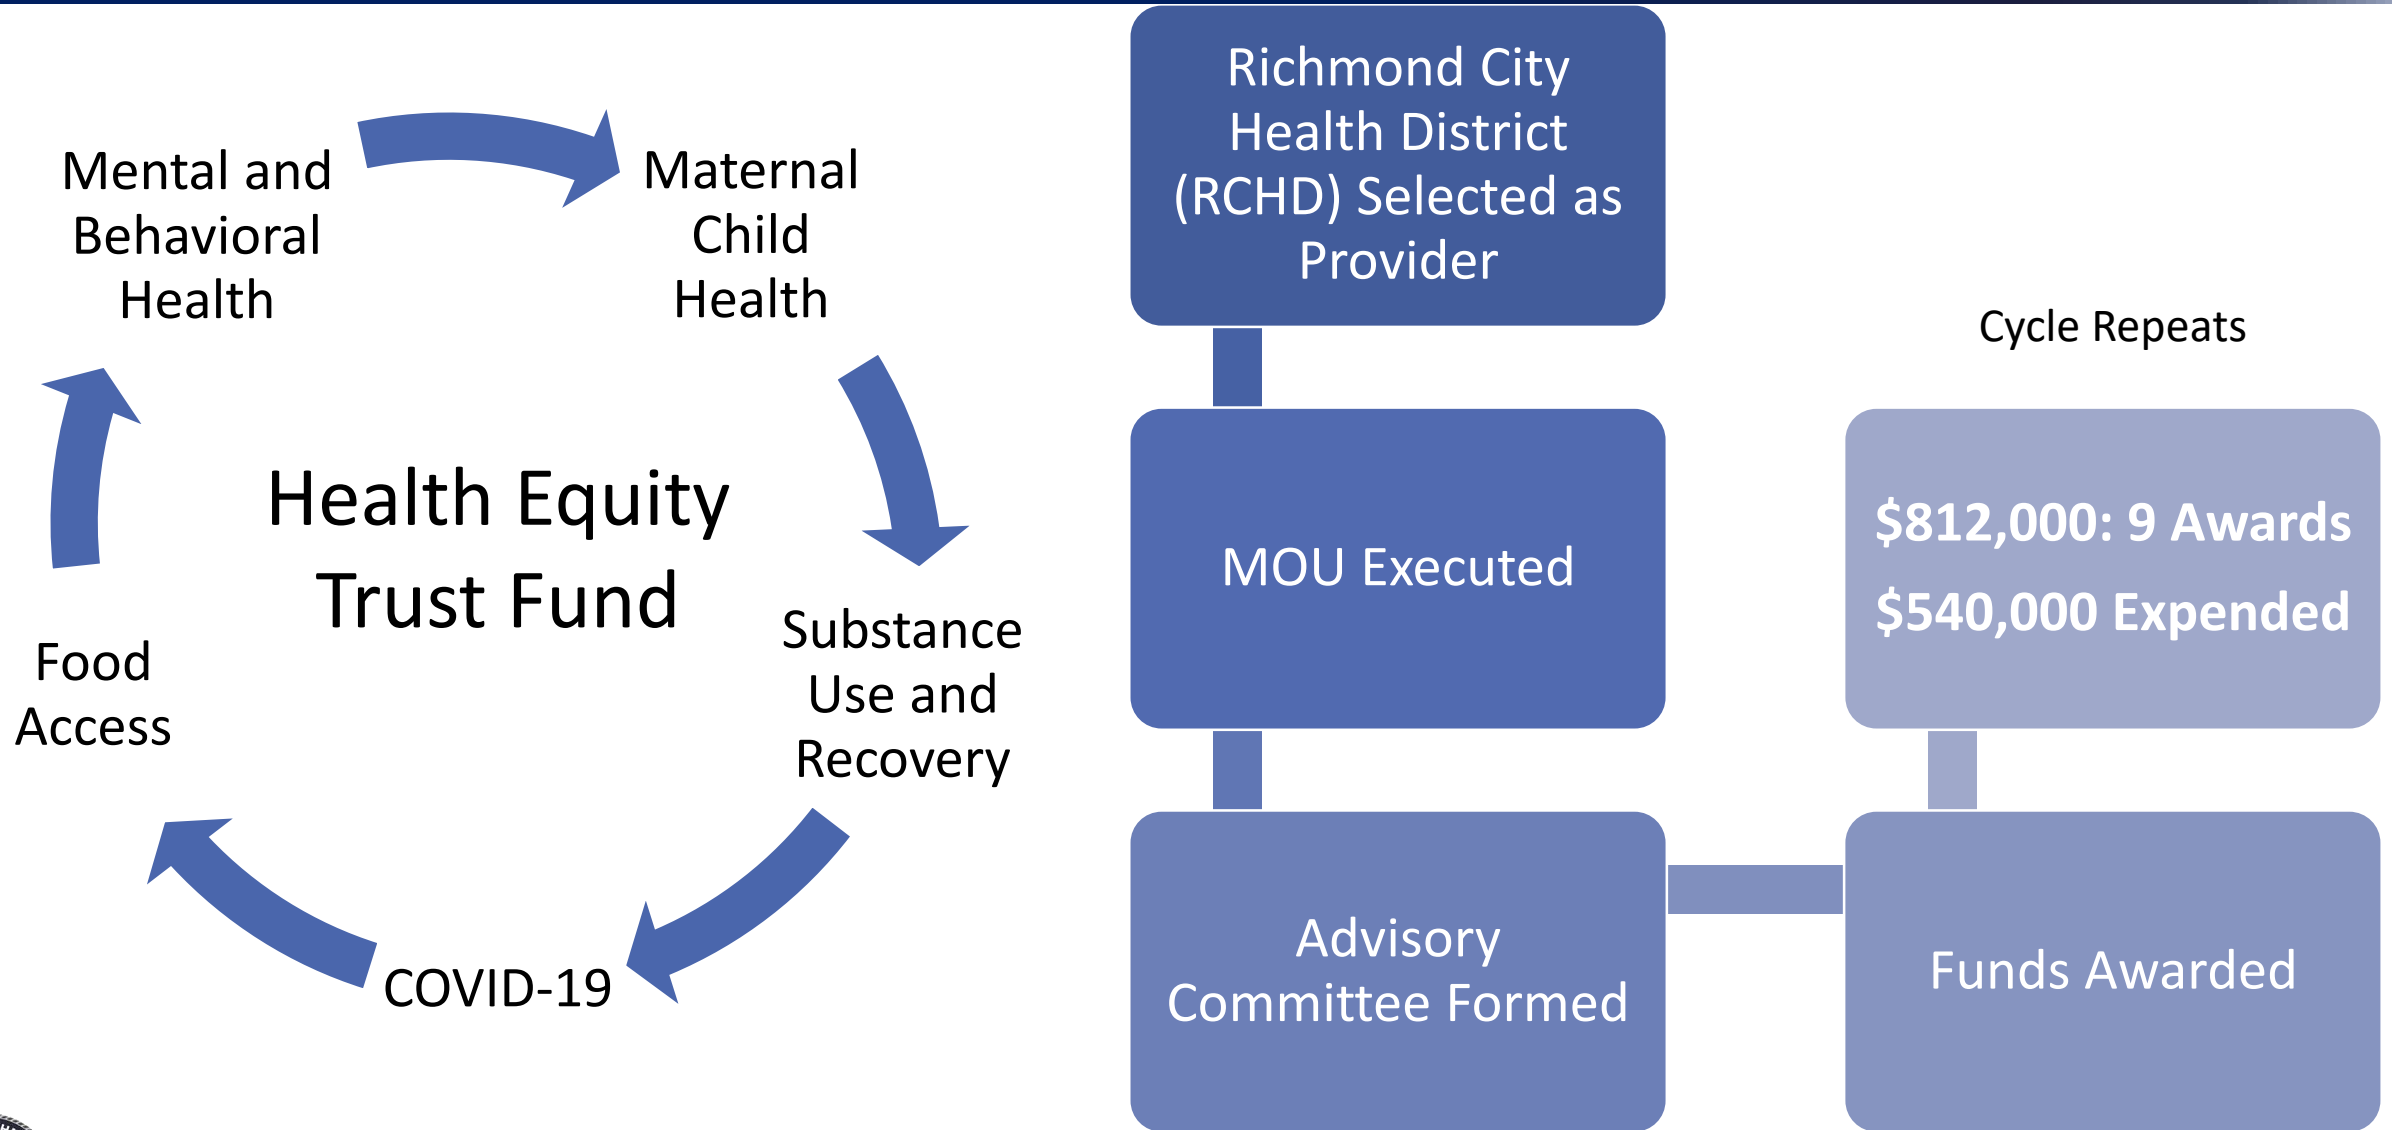 Mental and
Behavioral
Health
Maternal
Child
Health
Substance
Use and
Recovery
COVID-19
Food
Access
Health Equity
Trust Fund
Richmond City
Health District
(RCHD) Selected as
Provider
MOU Executed
Advisory
Committee Formed
Funds Awarded
$812,000: 9 Awards
$540,000 Expended
Cycle Repeats